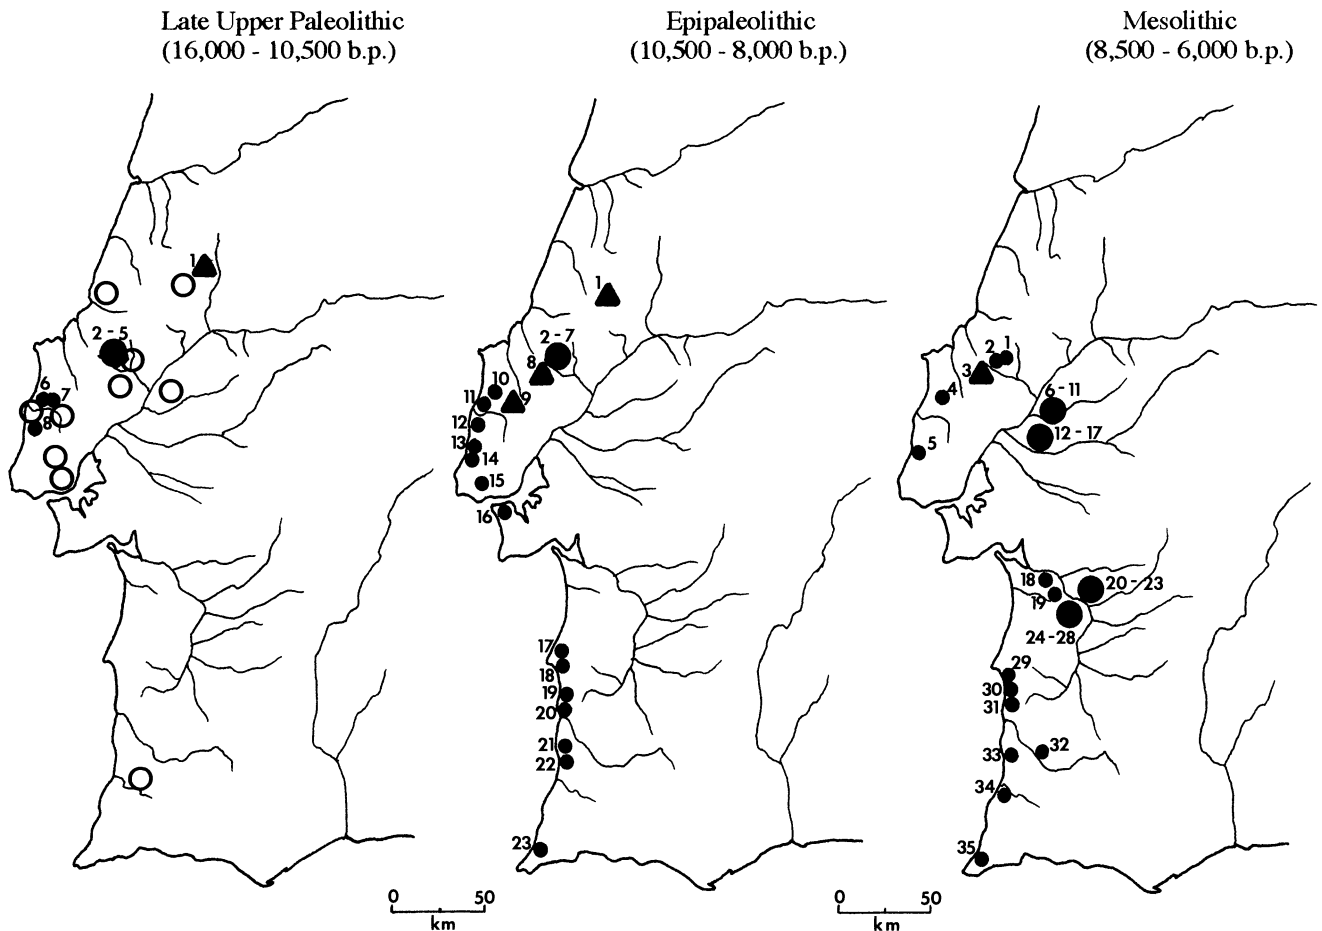 Late Upper Paleolithic
(16,000 - 10,500 b.p.)
1
2 - 5
6
7
8
Epipaleolithic
(10,500 - 8,000 b.p.)
1
2 - 7
8
9
10
11
12
13
14
15
16
17
18
19
20
21
22
23
Mesolithic
(8,500 - 6,000 b.p.)
1
2
3
4
5
6 - 11
12 - 17
18
19
20 - 23
24 - 28
29
30
31
32
33
34
35
0 50
km
0 50
km